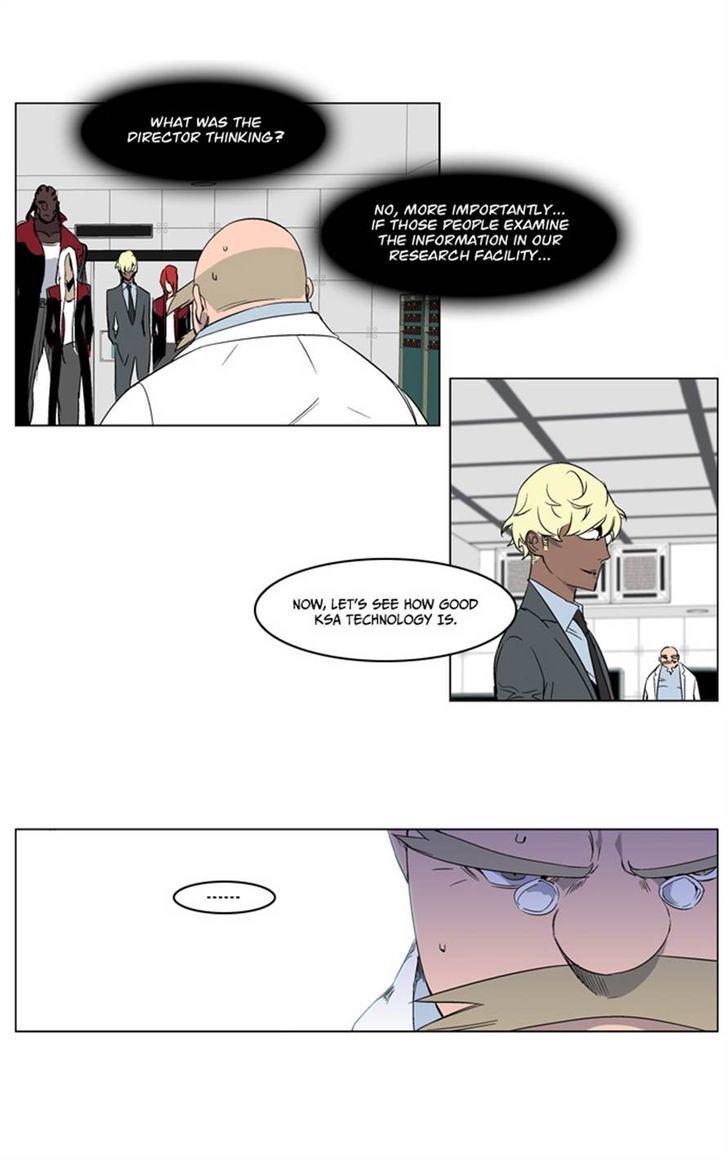 WHAT WAS THE
DIRECTOR THINKING?
NO, MORE IMPORTANTLY...
IF THOSE PEOPLE EXAMINE
THE INFORMATION IN OUR
RESEARCH FACILITY...
NOW, LET'S SEE HOW GOOD
KSA TECHNOLOGY IS.
......